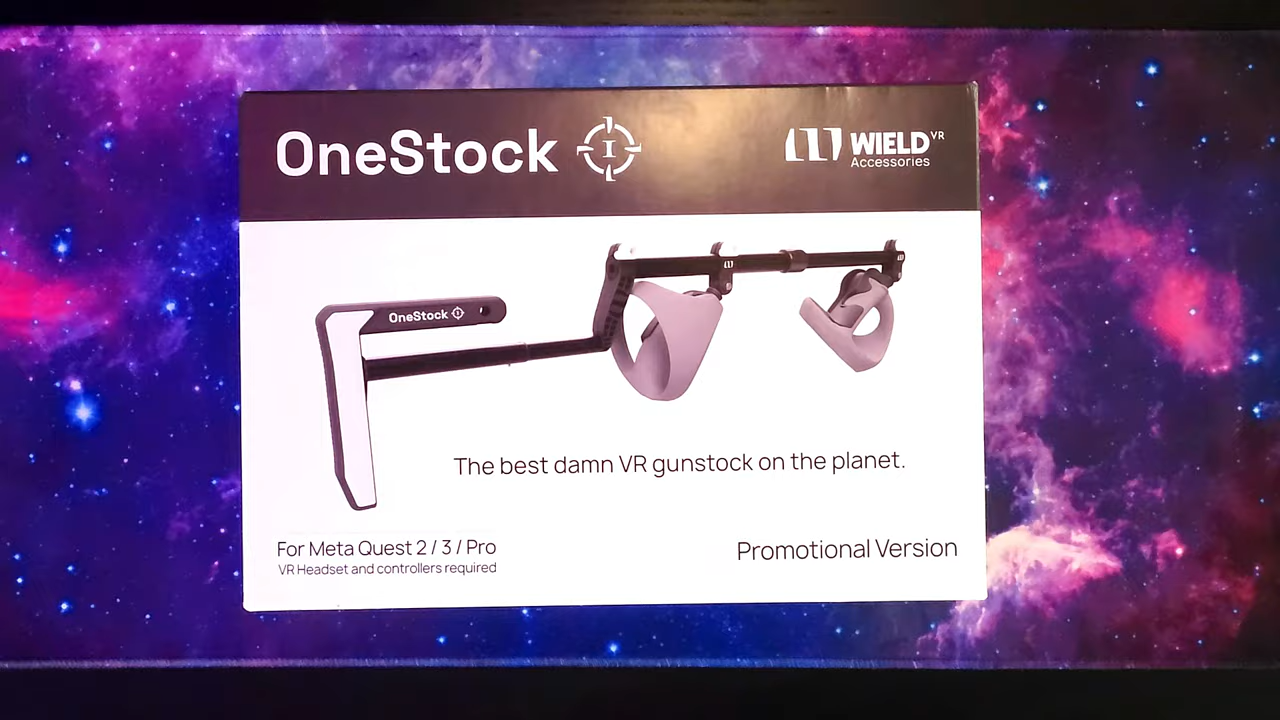 OneStock
WIELD VR
Accessories
OneStock
The best damn VR gunstock on the planet.
For Meta Quest 2 / 3 / Pro
VR Headset and controllers required
Promotional Version